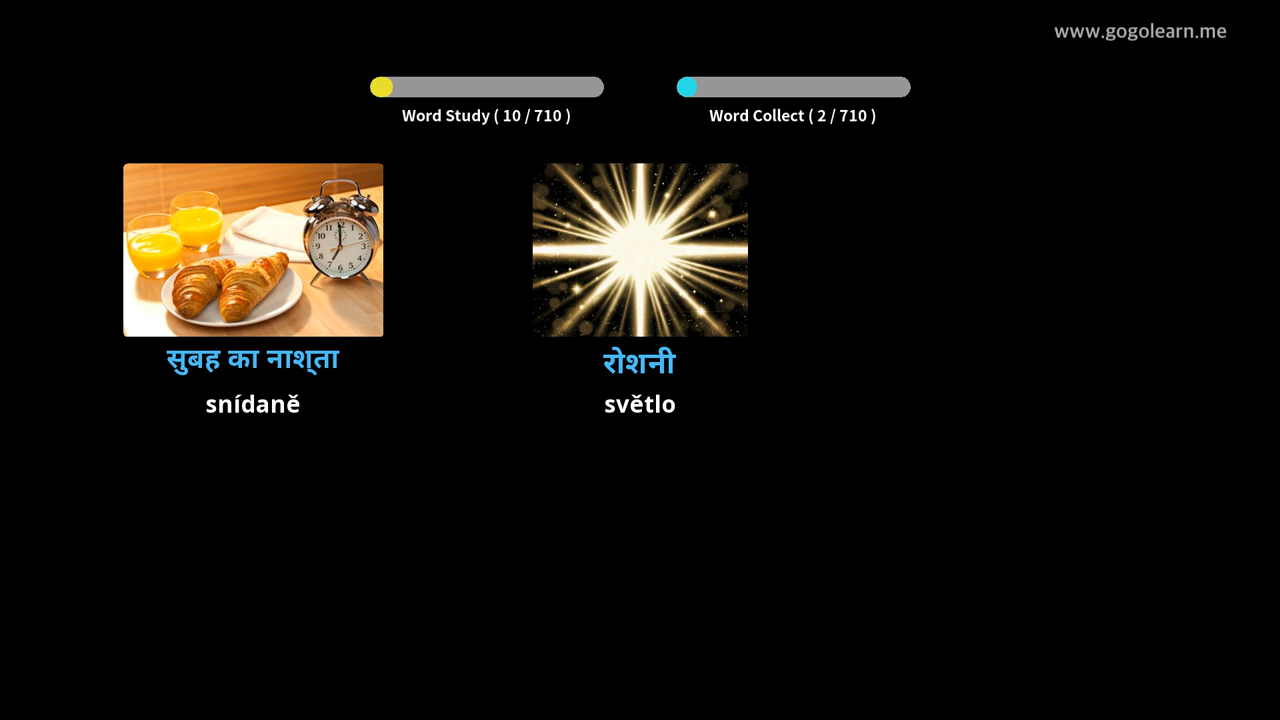 www.gogolearn.me
Word Study ( 10 / 710 )
Word Collect ( 2 / 710 )
सुबह का नाश्ता
रोशनी
snídaně
světlo